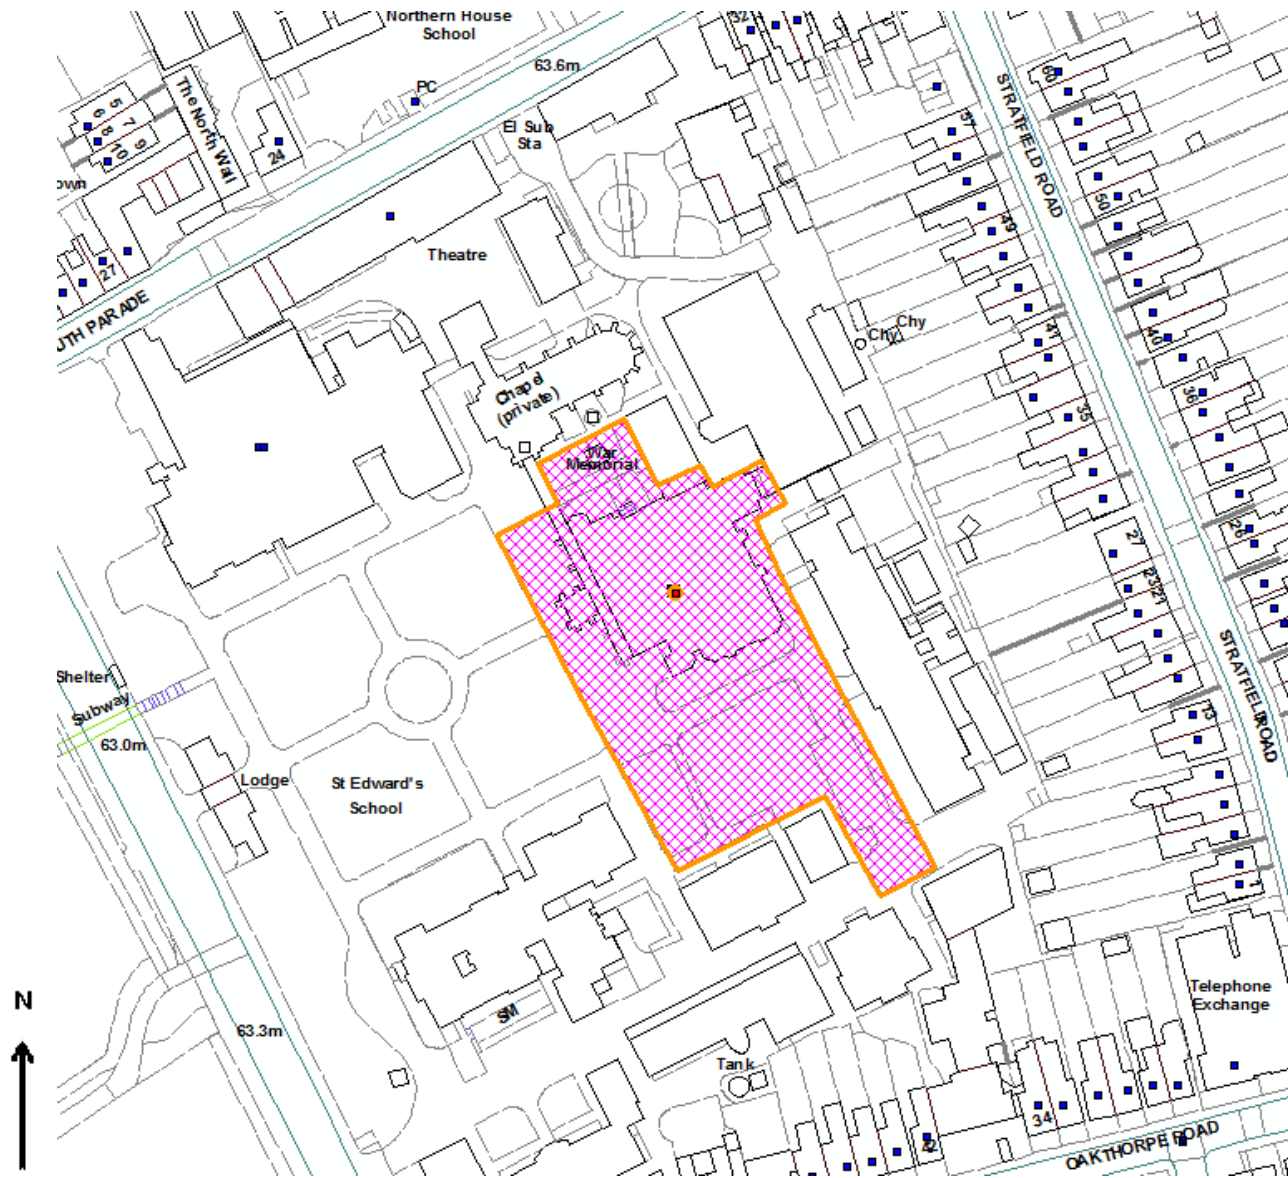 Northern House
School
37
63.6m
PC
60
STRATFIELD ROAD
The North Wall
5
6
7
8
9
10
24
El Sub
Sta
57
own
50
49
27
Theatre
UTH PARADE
Chy
Chy
41
40
Chapel
(private)
36
35
War
Memorial
26
27
23
21
STRATFIELD ROAD
Shelter
Subway
63.0m
13
Lodge
St Edward's
School
1
N
Telephone
Exchange
SM
63.3m
Tank
34
42
OAKTHORPE ROAD